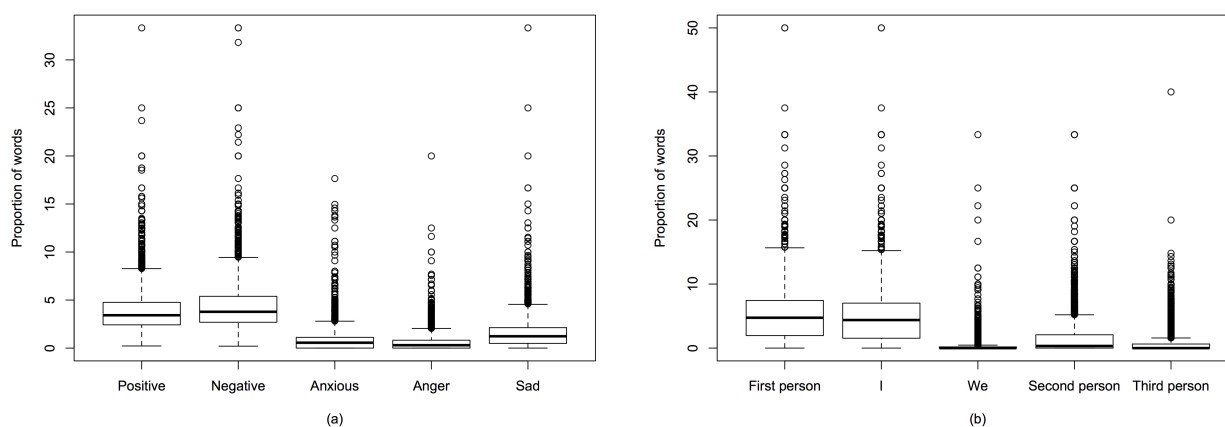 Proportion of words
30
25
20
15
10
5
0
Positive Negative Anxious Anger Sad
(a)
Proportion of words
50
40
30
20
10
0
First person I We Second person Third person
(b)